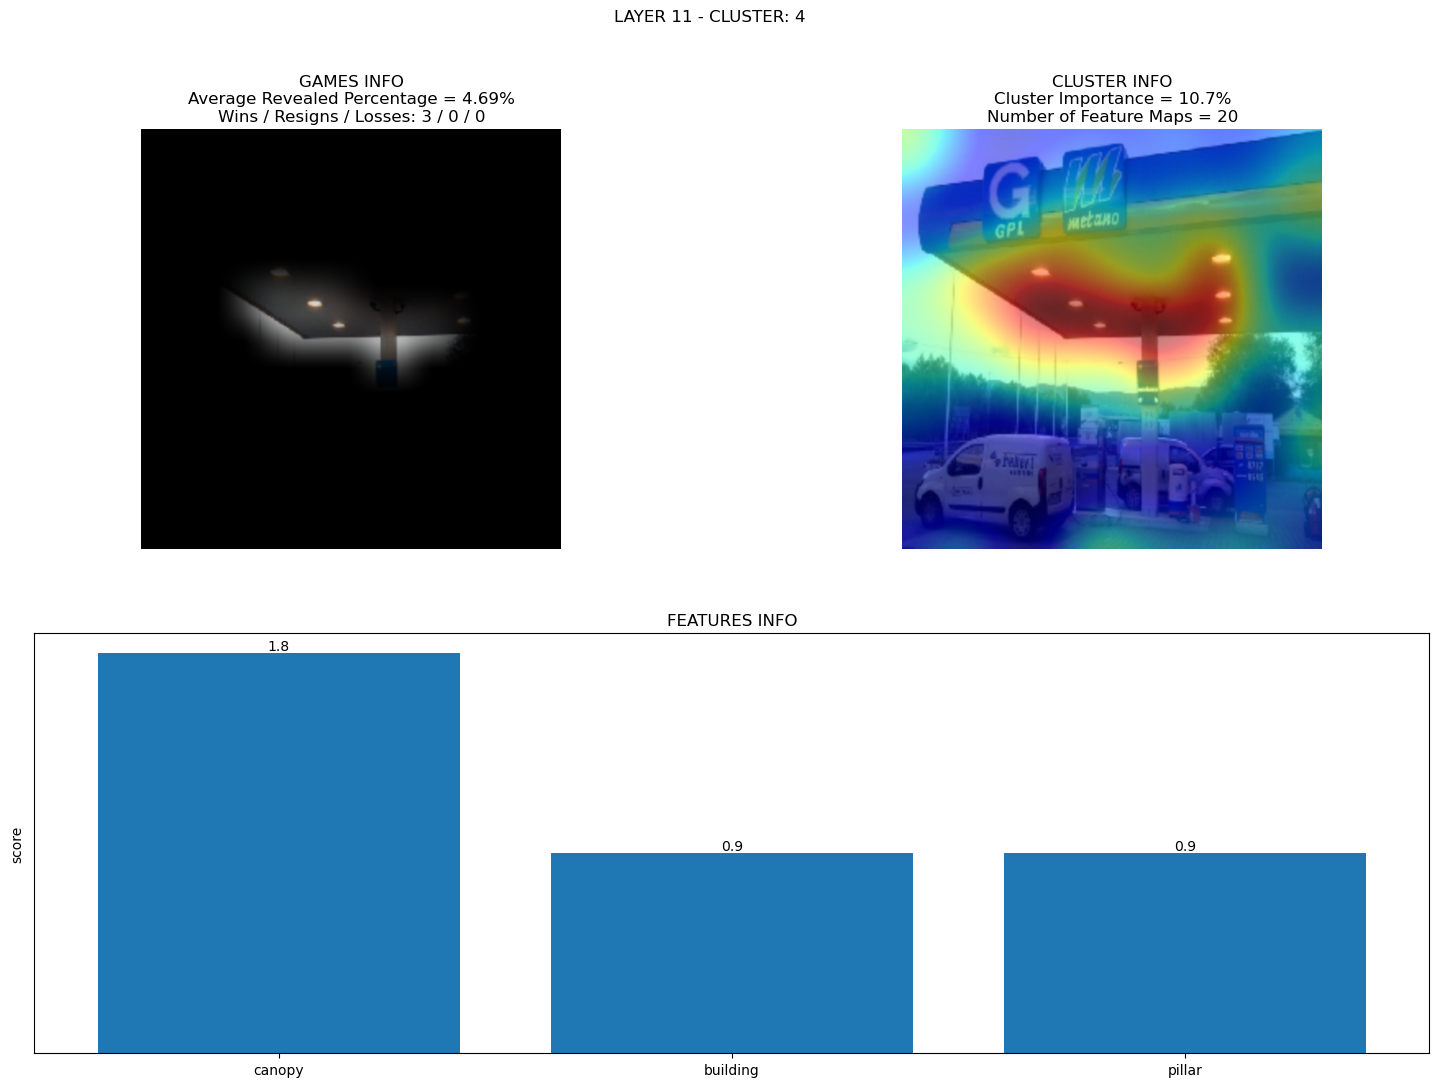 LAYER 11 - CLUSTER: 4
GAMES INFO
Average Revealed Percentage = 4.69%
Wins / Resigns / Losses: 3 / 0 / 0
CLUSTER INFO
Cluster Importance = 10.7%
Number of Feature Maps = 20
G
GPL
metano
FEATURES INFO
score
1.8
0.9
0.9
canopy
building
pillar